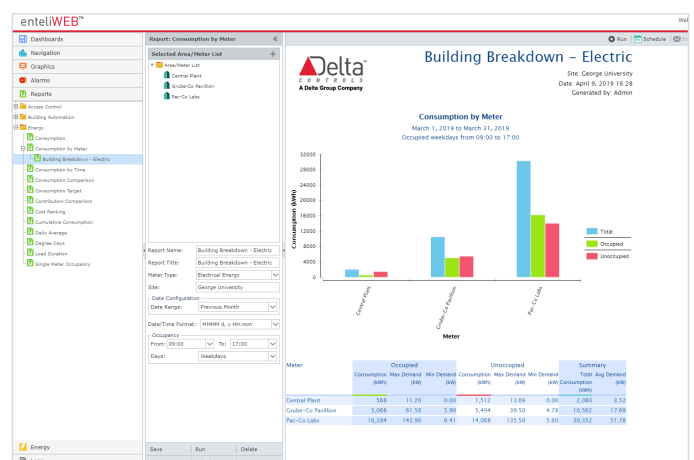 enteliWEB™
Wel
Dashboards
Navigation
Graphics
Alarms
Reports
Access Control
Building Automation
Energy
Consumption
Consumption by Meter
Building Breakdown - Electric
Consumption by Time
Consumption Comparison
Consumption Target
Contribution Comparison
Cost Ranking
Cumulative Consumption
Daily Average
Degree Days
Load Duration
Single Meter Occupancy
Energy
Report: Consumption by Meter
Selected Area/Meter List
Area/Meter List
Central Plant
Grube-Co Pavilion
Pac-Co Labs
Report Name: Building Breakdown - Electric
Report Title: Building Breakdown - Electric
Meter Type: Electrical Energy
Site: George University
Date Configuration
Date Range: Previous Month
Date/Time Format: MMMM d, y HH:mm
Occupancy
From: 09:00 To: 17:00
Days: Weekdays
Save Run Delete
Run Schedule
Delta™
CONTROLS
A Delta Group Company
Building Breakdown – Electric
Site: George University
Date: April 9, 2019 16:28
Generated by: Admin
Consumption by Meter
March 1, 2019 to March 31, 2019
Occupied weekdays from 09:00 to 17:00
Consumption (kWh)
32000
28000
24000
20000
16000
12000
8000
4000
0
Total
Occupied
Unoccupied
Central Plant
Grube-Co Pavilion
Pac-Co Labs
Meter
Meter Occupied Unoccupied Summary
Consumption Max Demand Min Demand Consumption Max Demand Min Demand Total Avg Demand
(kWh) (kW) (kW) (kWh) (kW) (kW) Consumption (kW)
(kWh)
Central Plant 568 11.20 0.00 1,512 13.69 0.00 2,080 3.52
Grube-Co Pavilion 5,068 61.56 5.90 5,494 39.50 4.78 10,562 17.69
Pac-Co Labs 16,284 143.96 6.41 14,068 135.50 5.60 30,352 51.78